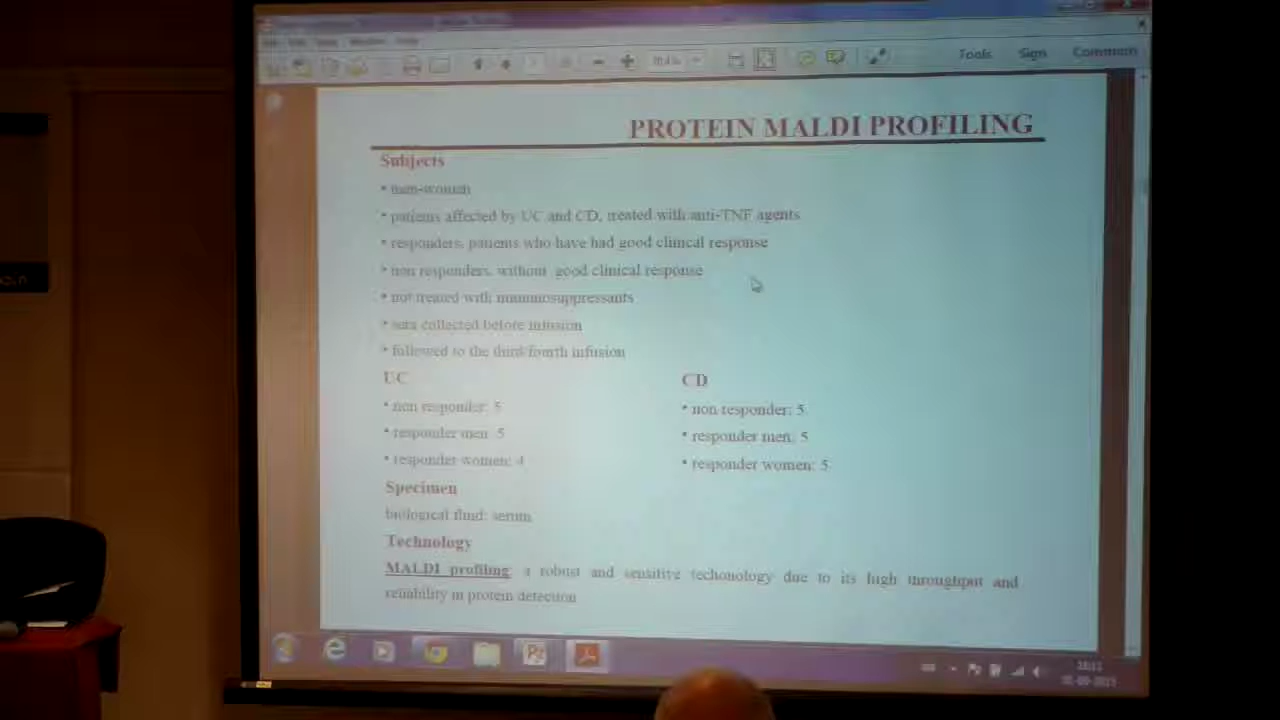 Tools Sign Comment
PROTEIN MALDI PROFILING
Subjects
• men-women
• patients affected by UC and CD, treated with anti-TNF agents
• responders, patients who have had good clinical response
• non responders, without good clinical response
• not treated with immunosuppressants
• sera collected before infusion
• followed to the third/fourth infusion
UC
• non responder: 5
• responder men: 5
• responder women: 4
CD
• non responder: 5
• responder men: 5
• responder women: 5
Specimen
biological fluid: serum
Technology
MALDI profiling: a robust and sensitive techonology due to its high throughput and
reliability in protein detection